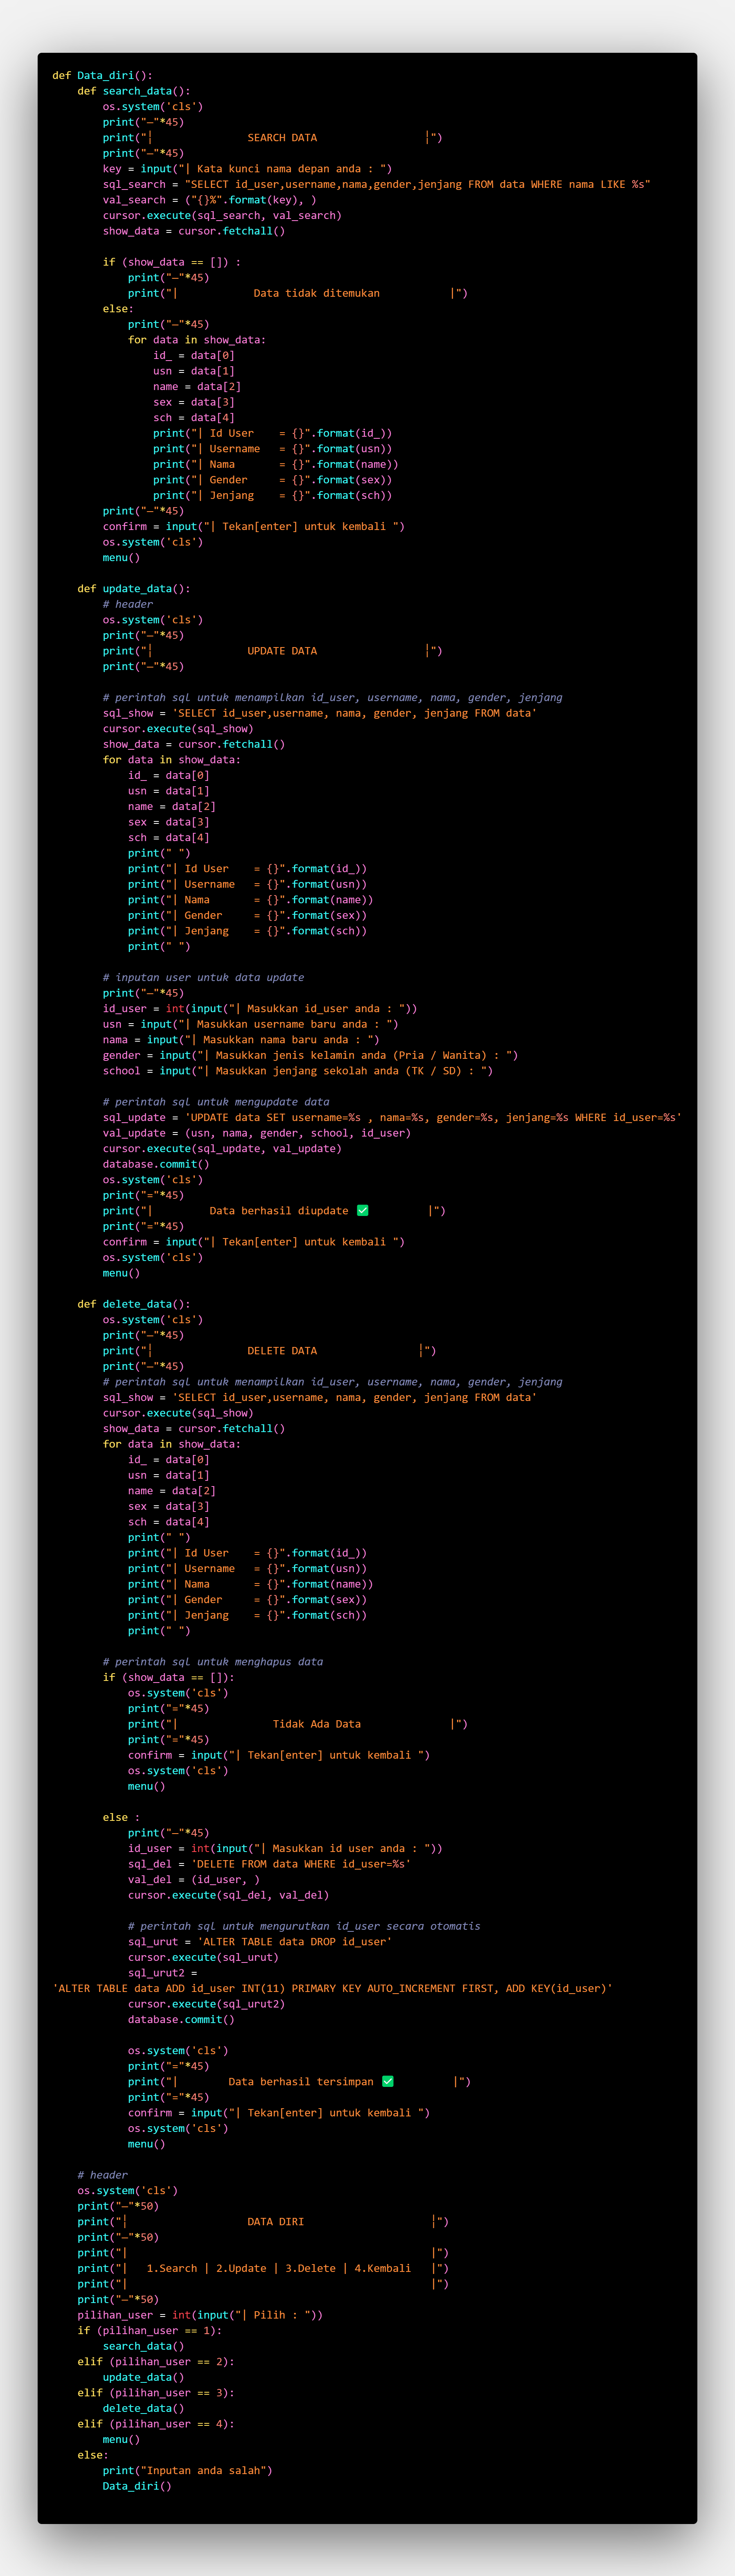 def Data_diri():
    def search_data():
        os.system('cls')
        print("—"*45)
        print("¦               SEARCH DATA                 ¦")
        print("—"*45)
        key = input("| Kata kunci nama depan anda : ")
        sql_search = "SELECT id_user,username,nama,gender,jenjang FROM data WHERE nama LIKE %s"
        val_search = ("{}%".format(key), )
        cursor.execute(sql_search, val_search)
        show_data = cursor.fetchall()

        if (show_data == []) :
            print("—"*45)
            print("|            Data tidak ditemukan           |")
        else:
            print("—"*45)
            for data in show_data:
                id_ = data[0]
                usn = data[1]
                name = data[2]
                sex = data[3]
                sch = data[4]
                print("| Id User    = {}".format(id_))
                print("| Username   = {}".format(usn))
                print("| Nama       = {}".format(name))
                print("| Gender     = {}".format(sex))
                print("| Jenjang    = {}".format(sch))
        print("—"*45)
        confirm = input("| Tekan[enter] untuk kembali ")
        os.system('cls')
        menu()

    def update_data():
        # header
        os.system('cls')
        print("—"*45)
        print("¦               UPDATE DATA                 ¦")
        print("—"*45)

        # perintah sql untuk menampilkan id_user, username, nama, gender, jenjang
        sql_show = 'SELECT id_user,username, nama, gender, jenjang FROM data'
        cursor.execute(sql_show)
        show_data = cursor.fetchall()
        for data in show_data:
            id_ = data[0]
            usn = data[1]
            name = data[2]
            sex = data[3]
            sch = data[4]
            print(" ")
            print("| Id User    = {}".format(id_))
            print("| Username   = {}".format(usn))
            print("| Nama       = {}".format(name))
            print("| Gender     = {}".format(sex))
            print("| Jenjang    = {}".format(sch))
            print(" ")

        # inputan user untuk data update
        print("—"*45)
        id_user = int(input("| Masukkan id_user anda : "))
        usn = input("| Masukkan username baru anda : ")
        nama = input("| Masukkan nama baru anda : ")
        gender = input("| Masukkan jenis kelamin anda (Pria / Wanita) : ")
        school = input("| Masukkan jenjang sekolah anda (TK / SD) : ")

        # perintah sql untuk mengupdate data
        sql_update = 'UPDATE data SET username=%s , nama=%s, gender=%s, jenjang=%s WHERE id_user=%s'
        val_update = (usn, nama, gender, school, id_user)
        cursor.execute(sql_update, val_update)
        database.commit()
        os.system('cls')
        print("="*45)
        print("|         Data berhasil diupdate ✅         |")
        print("="*45)
        confirm = input("| Tekan[enter] untuk kembali ")
        os.system('cls')
        menu()

    def delete_data():
        os.system('cls')
        print("—"*45)
        print("¦               DELETE DATA                ¦")
        print("—"*45)
        # perintah sql untuk menampilkan id_user, username, nama, gender, jenjang
        sql_show = 'SELECT id_user,username, nama, gender, jenjang FROM data'
        cursor.execute(sql_show)
        show_data = cursor.fetchall()
        for data in show_data:
            id_ = data[0]
            usn = data[1]
            name = data[2]
            sex = data[3]
            sch = data[4]
            print(" ")
            print("| Id User    = {}".format(id_))
            print("| Username   = {}".format(usn))
            print("| Nama       = {}".format(name))
            print("| Gender     = {}".format(sex))
            print("| Jenjang    = {}".format(sch))
            print(" ")

        # perintah sql untuk menghapus data
        if (show_data == []):
            os.system('cls')
            print("="*45)
            print("|               Tidak Ada Data              |")
            print("="*45)
            confirm = input("| Tekan[enter] untuk kembali ")
            os.system('cls')
            menu()

        else :
            print("—"*45)
            id_user = int(input("| Masukkan id user anda : "))
            sql_del = 'DELETE FROM data WHERE id_user=%s'
            val_del = (id_user, )
            cursor.execute(sql_del, val_del)

            # perintah sql untuk mengurutkan id_user secara otomatis
            sql_urut = 'ALTER TABLE data DROP id_user'
            cursor.execute(sql_urut)
            sql_urut2 =
'ALTER TABLE data ADD id_user INT(11) PRIMARY KEY AUTO_INCREMENT FIRST, ADD KEY(id_user)'
            cursor.execute(sql_urut2)
            database.commit()

            os.system('cls')
            print("="*45)
            print("|        Data berhasil tersimpan ✅         |")
            print("="*45)
            confirm = input("| Tekan[enter] untuk kembali ")
            os.system('cls')
            menu()

    # header
    os.system('cls')
    print("—"*50)
    print("¦                   DATA DIRI                    ¦")
    print("—"*50)
    print("|                                                |")
    print("|   1.Search | 2.Update | 3.Delete | 4.Kembali   |")
    print("|                                                |")
    print("—"*50)
    pilihan_user = int(input("| Pilih : "))
    if (pilihan_user == 1):
        search_data()
    elif (pilihan_user == 2):
        update_data()
    elif (pilihan_user == 3):
        delete_data()
    elif (pilihan_user == 4):
        menu()
    else:
        print("Inputan anda salah")
        Data_diri()